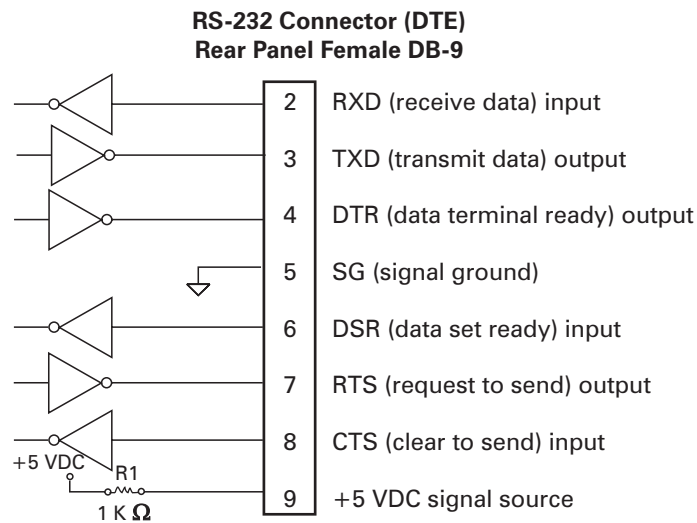 RS-232 Connector (DTE)
Rear Panel Female DB-9
2 RXD (receive data) input
3 TXD (transmit data) output
4 DTR (data terminal ready) output
5 SG (signal ground)
6 DSR (data set ready) input
7 RTS (request to send) output
8 CTS (clear to send) input
+5 VDC
R1
1 K Ω
9 +5 VDC signal source